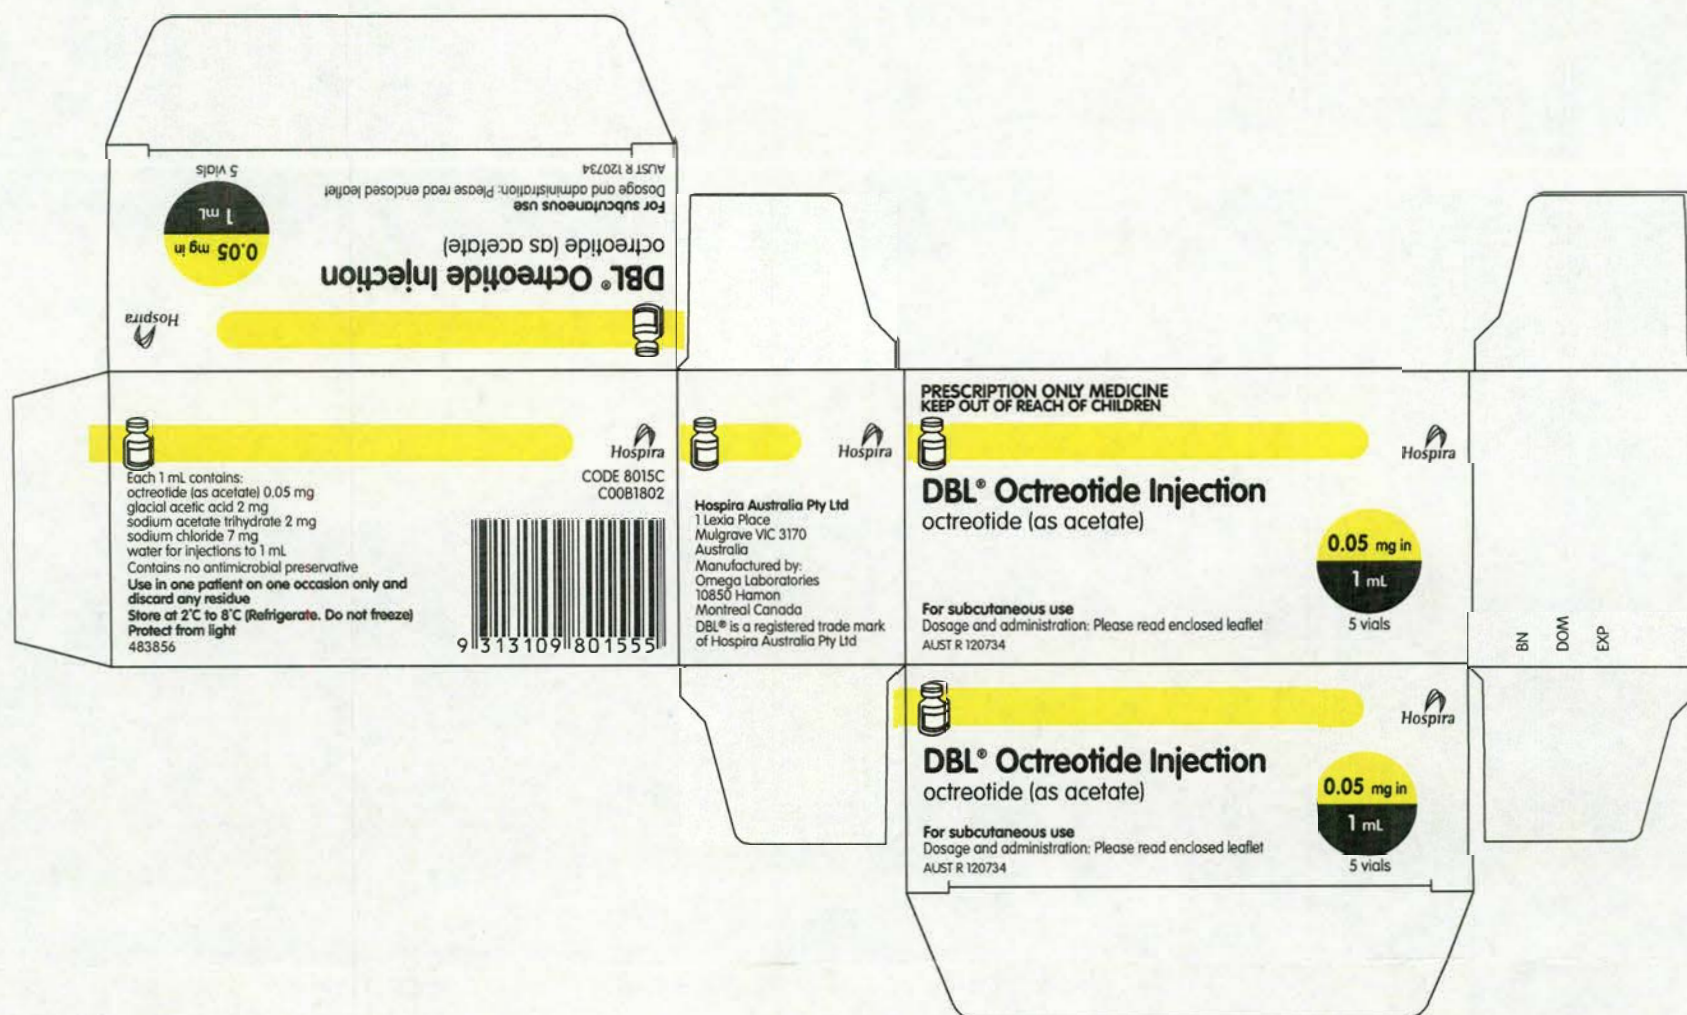 5 vials
AUST R 120734
Dosage and administration: Please read enclosed leaflet
For subcutaneous use
1 mL
0.05 mg in
octreotide (as acetate)
DBL® Octreotide Injection
Hospira
Hospira
CODE 8015C
C00B1802
Each 1 mL contains:
octreotide (as acetate) 0.05 mg
glacial acetic acid 2 mg
sodium acetate trihydrate 2 mg
sodium chloride 7 mg
water for injections to 1 mL
Contains no antimicrobial preservative
Use in one patient on one occasion only and
discard any residue
Store at 2°C to 8°C (Refrigerate. Do not freeze)
Protect from light
483856
9 313109 801555
Hospira
Hospira Australia Pty Ltd
1 Lexia Place
Mulgrave VIC 3170
Australia
Manufactured by:
Omega Laboratories
10850 Hamon
Montreal Canada
DBL® is a registered trade mark
of Hospira Australia Pty Ltd
PRESCRIPTION ONLY MEDICINE
KEEP OUT OF REACH OF CHILDREN
Hospira
DBL® Octreotide Injection
octreotide (as acetate)
0.05 mg in
1 mL
For subcutaneous use
Dosage and administration: Please read enclosed leaflet
5 vials
AUST R 120734
BN
DOM
EXP
Hospira
DBL® Octreotide Injection
octreotide (as acetate)
0.05 mg in
1 mL
For subcutaneous use
Dosage and administration: Please read enclosed leaflet
AUST R 120734
5 vials